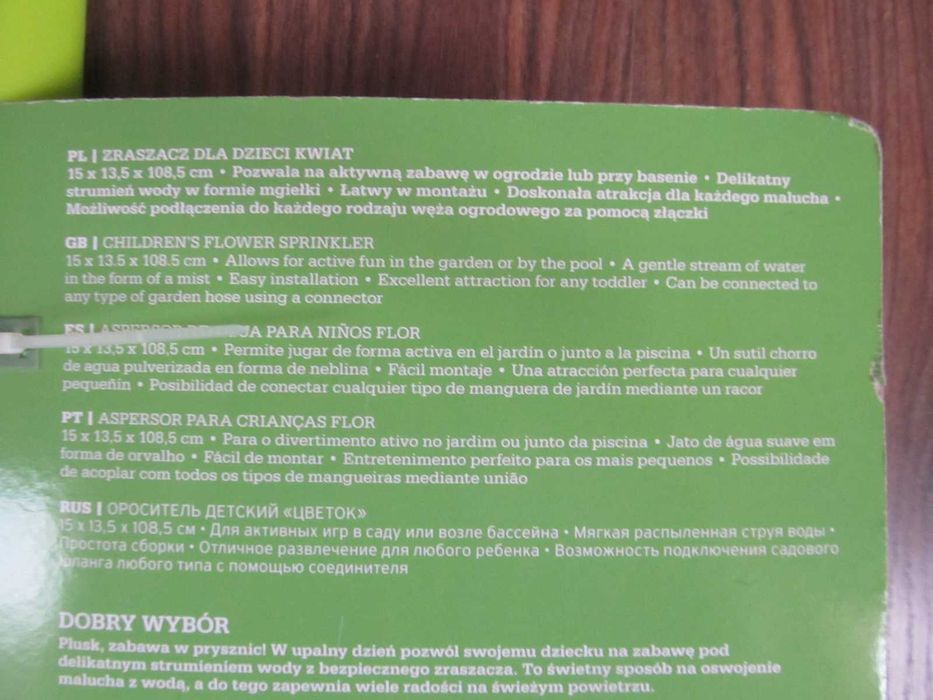 PL | ZRASZACZ DLA DZIECI KWIAT
15 x 13,5 x 108,5 cm • Pozwala na aktywną zabawę w ogrodzie lub przy basenie • Delikatny
strumień wody w formie mgiełki • Łatwy w montażu • Doskonała atrakcja dla każdego malucha •
Możliwość podłączenia do każdego rodzaju węża ogrodowego za pomocą złączki
GB | CHILDREN'S FLOWER SPRINKLER
15 x 13.5 x 108.5 cm • Allows for active fun in the garden or by the pool • A gentle stream of water
in the form of a mist • Easy installation • Excellent attraction for any toddler • Can be connected to
any type of garden hose using a connector
ES | ASPERSOR PARA NIÑOS FLOR
15 x 13,5 x 108,5 cm • Permite jugar de forma activa en el jardín o junto a la piscina • Un sutil chorro
de agua pulverizada en forma de neblina • Fácil montaje • Una atracción perfecta para cualquier
pequeñín • Posibilidad de conectar cualquier tipo de manguera de jardín mediante un racor
PT | ASPERSOR PARA CRIANÇAS FLOR
15 x 13,5 x 108,5 cm • Para o divertimento ativo no jardim ou junto da piscina • Jato de água suave em
forma de orvalho • Fácil de montar • Entretenimento perfeito para os mais pequenos • Possibilidade
de acoplar com todos os tipos de mangueiras mediante união
RUS | ОРОСИТЕЛЬ ДЕТСКИЙ «ЦВЕТОК»
15 x 13,5 x 108,5 см • Для активных игр в саду или возле бассейна • Мягкая распыленная струя воды •
Простота сборки • Отличное развлечение для любого ребенка • Возможность подключения садового
шланга любого типа с помощью соединителя
DOBRY WYBÓR
Plusk, zabawa w prysznic! W upalny dzień pozwól swojemu dziecku na zabawę pod
delikatnym strumieniem wody z bezpiecznego zraszacza. To świetny sposób na oswojenie
malucha z wodą, a do tego zapewnia wiele radości na świeżym powietrzu.